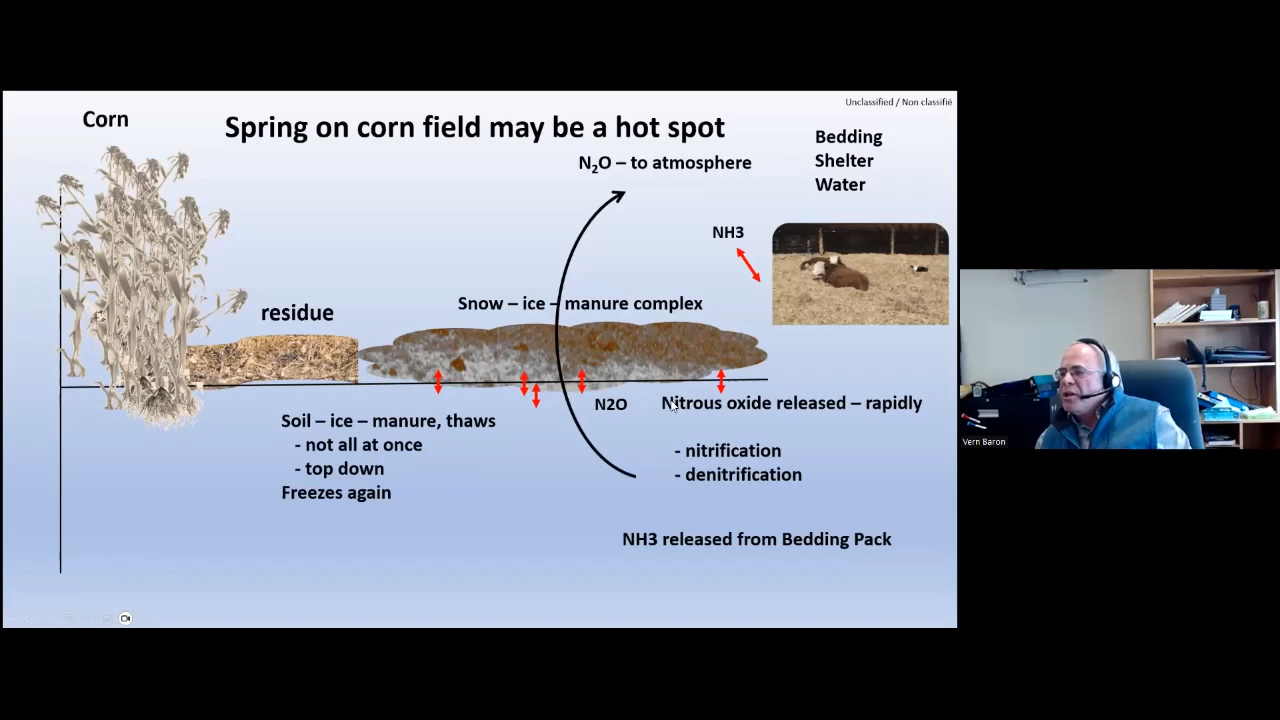 Unclassified / Non classifié
Corn
Spring on corn field may be a hot spot
Bedding
Shelter
Water
N₂O – to atmosphere
NH3
residue
Snow – ice – manure complex
N2O
Nitrous oxide released – rapidly
Soil – ice – manure, thaws
- not all at once
- top down
Freezes again
- nitrification
- denitrification
NH3 released from Bedding Pack
Vern Baron